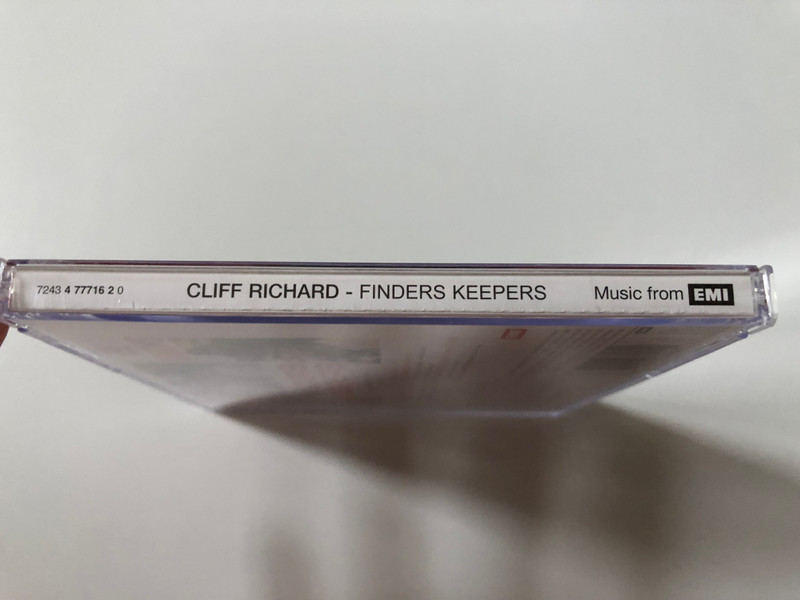 7243 4 77716 2 0 CLIFF RICHARD - FINDERS KEEPERS Music from EMI